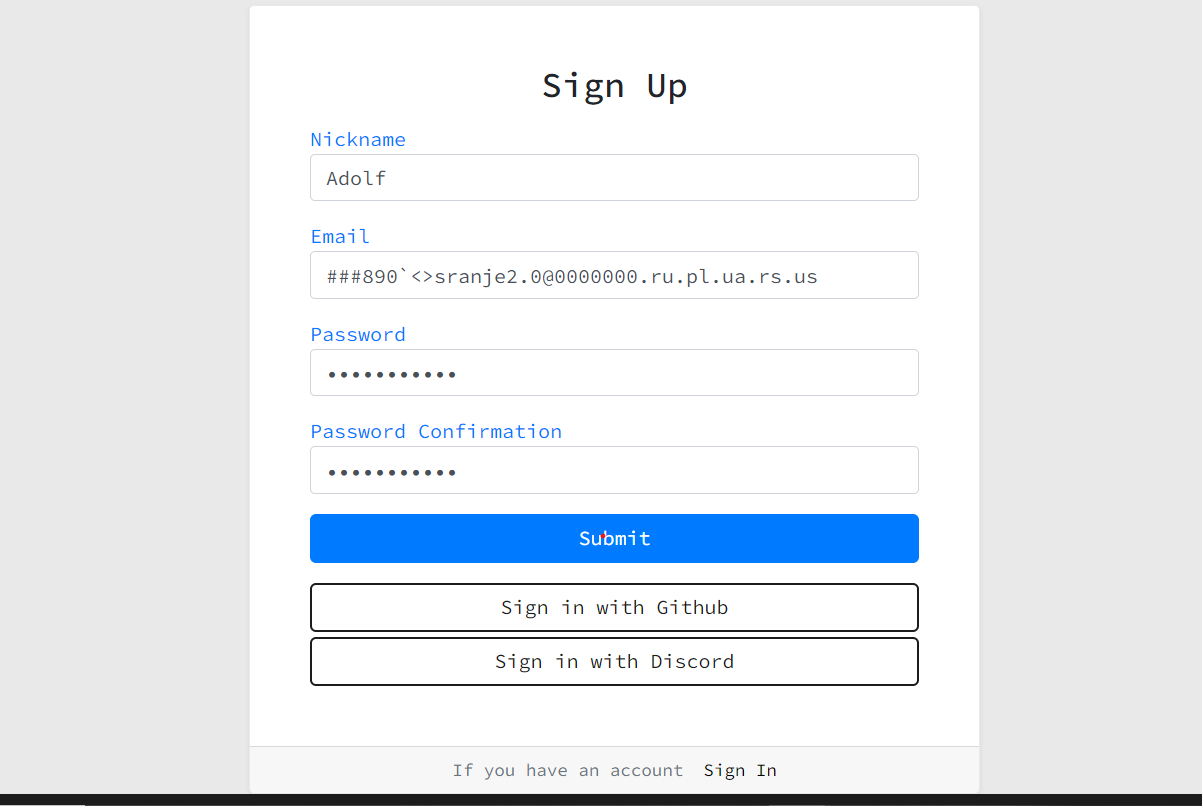 Sign Up
Nickname
Adolf
Email
###890`<>sranje2.0@0000000.ru.pl.ua.rs.us
Password
•••••••••••
Password Confirmation
•••••••••••
Submit
Sign in with Github
Sign in with Discord
If you have an account Sign In